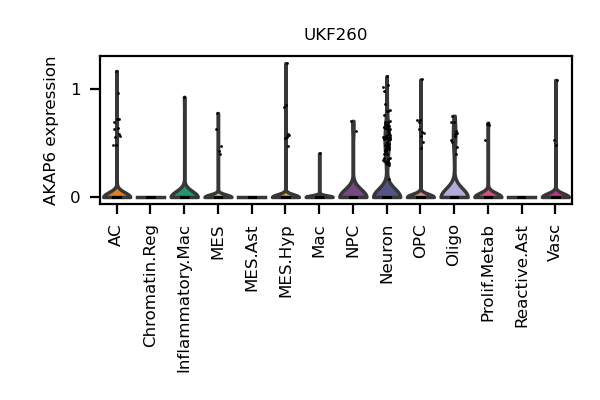 UKF260
AKAP6 expression
1
0
AC
Chromatin.Reg
Inflammatory.Mac
MES
MES.Ast
MES.Hyp
Mac
NPC
Neuron
OPC
Oligo
Prolif.Metab
Reactive.Ast
Vasc